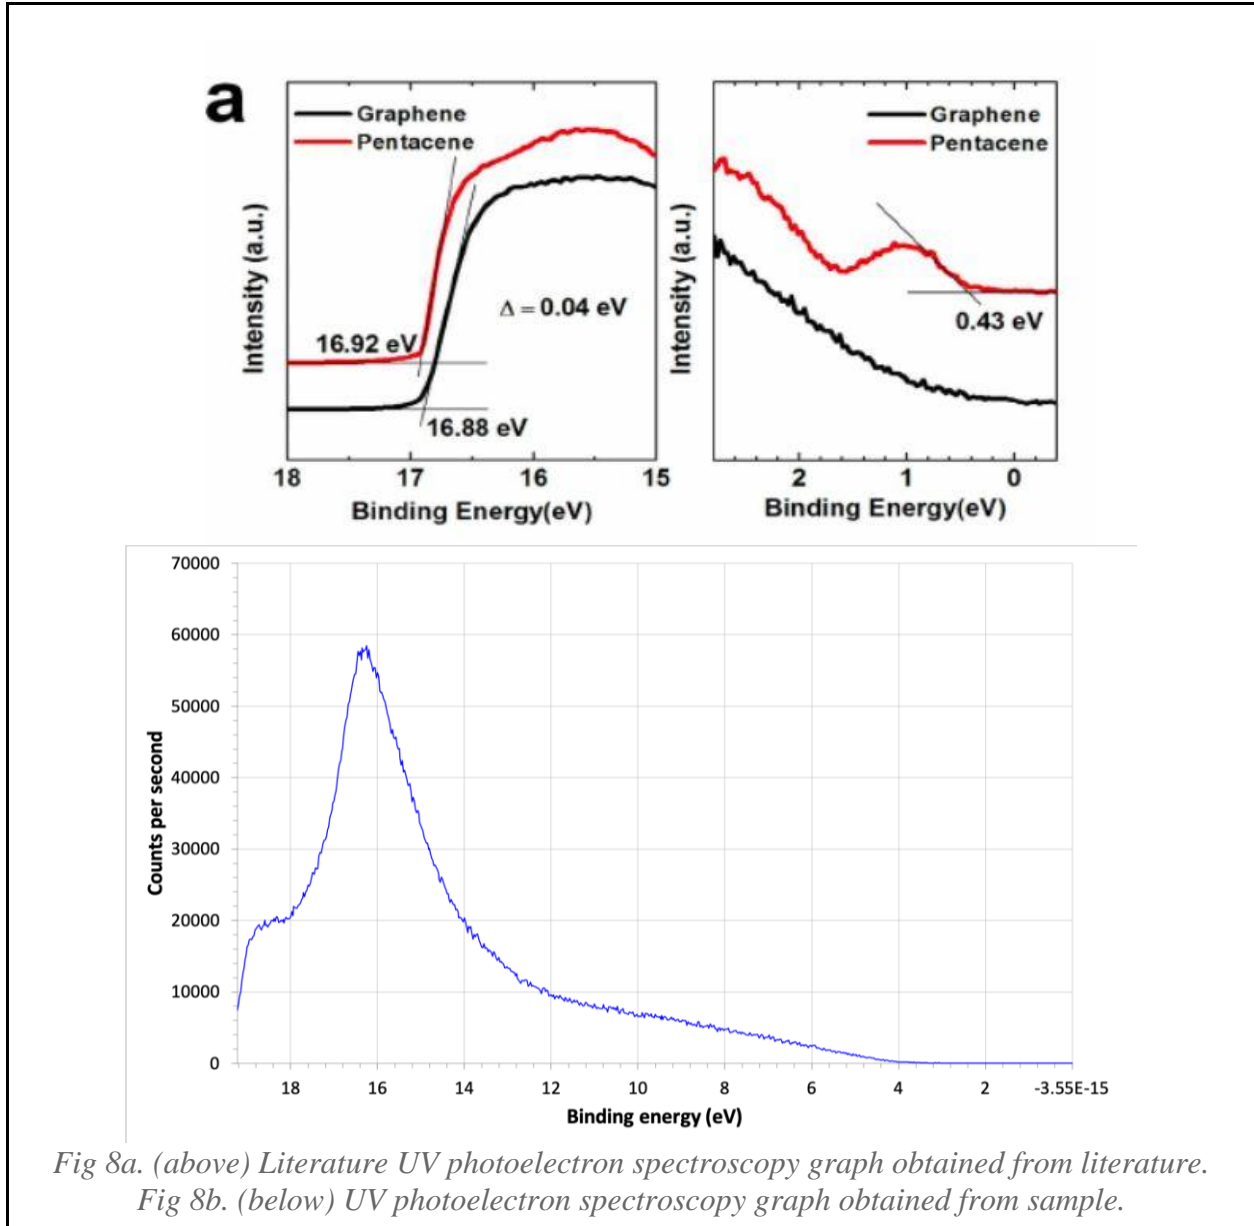 a
Graphene
Pentacene
16.92 eV
Δ = 0.04 eV
16.88 eV
Intensity (a.u.)
18 17 16 15
Binding Energy(eV)
Graphene
Pentacene
0.43 eV
Intensity (a.u.)
2 1 0
Binding Energy(eV)
70000
60000
50000
40000
30000
20000
10000
0
Counts per second
18 16 14 12 10 8 6 4 2 -3.55E-15
Binding energy (eV)
Fig 8a. (above) Literature UV photoelectron spectroscopy graph obtained from literature.
Fig 8b. (below) UV photoelectron spectroscopy graph obtained from sample.